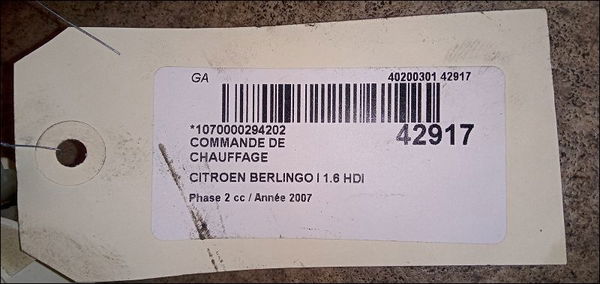 GA 40200301 42917
*1070000294202
42917
COMMANDE DE
CHAUFFAGE
CITROEN BERLINGO I 1.6 HDI
Phase 2 cc / Année 2007